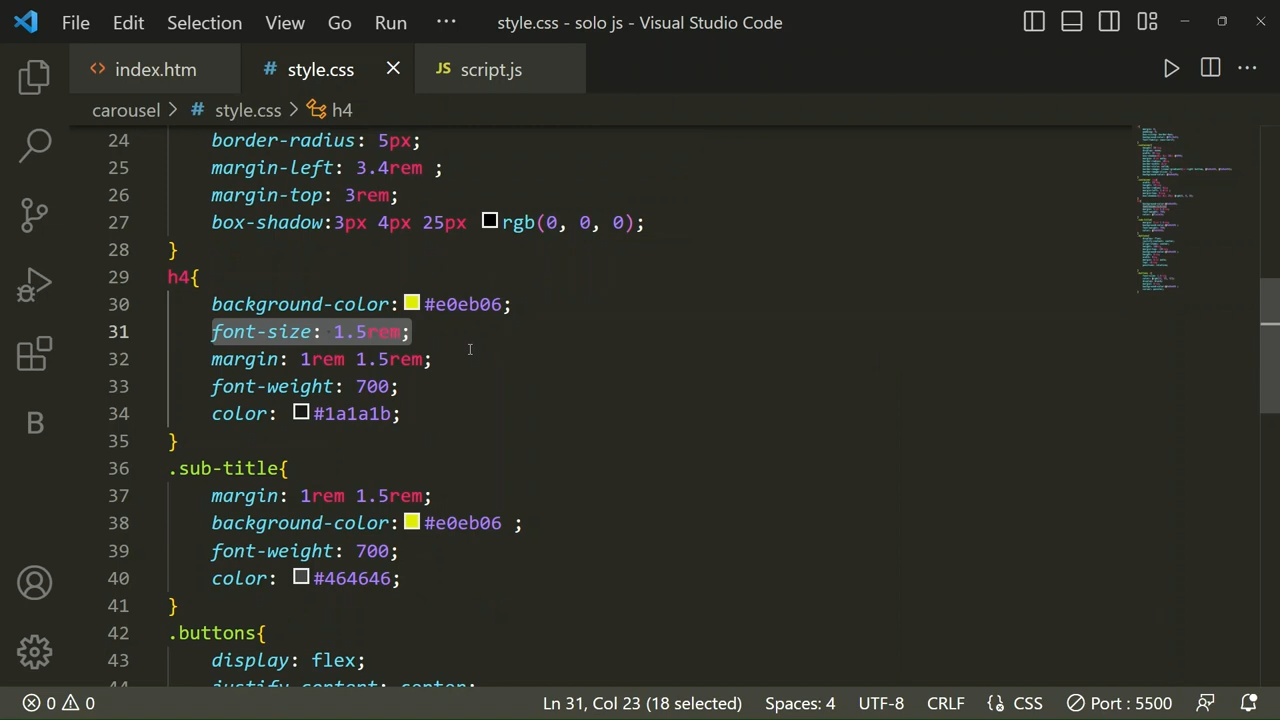 File Edit Selection View Go Run ··· style.css - solo js - Visual Studio Code
<> index.htm # style.css × JS script.js
carousel > # style.css > h4
24 border-radius: 5px;
25 margin-left: 3.4rem ;
26 margin-top: 3rem;
27 box-shadow:3px 4px 25px rgb(0, 0, 0);
28 }
29 h4{
30 background-color: #e0eb06;
31 font-size: 1.5rem;
32 margin: 1rem 1.5rem;
33 font-weight: 700;
34 color: #1a1a1b;
35 }
36 .sub-title{
37 margin: 1rem 1.5rem;
38 background-color: #e0eb06 ;
39 font-weight: 700;
40 color: #464646;
41 }
42 .buttons{
43 display: flex;
44 justify-content: center;
B
0 0 Ln 31, Col 23 (18 selected) Spaces: 4 UTF-8 CRLF {} CSS Port : 5500